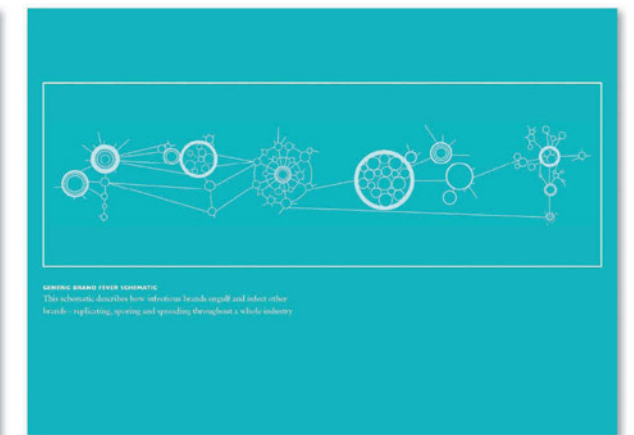 GENERIC BRAND FEVER SCHEMATIC
This schematic describes how infectious brands engulf and infect other
brands – replicating, sporing and spreading throughout a whole industry